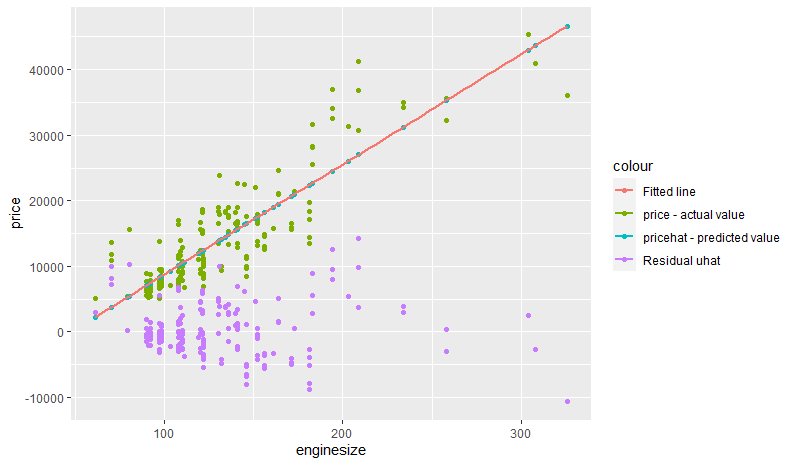 40000
30000
20000
10000
0
-10000
price
100
200
300
enginesize
colour
Fitted line
price - actual value
pricehat - predicted value
Residual uhat